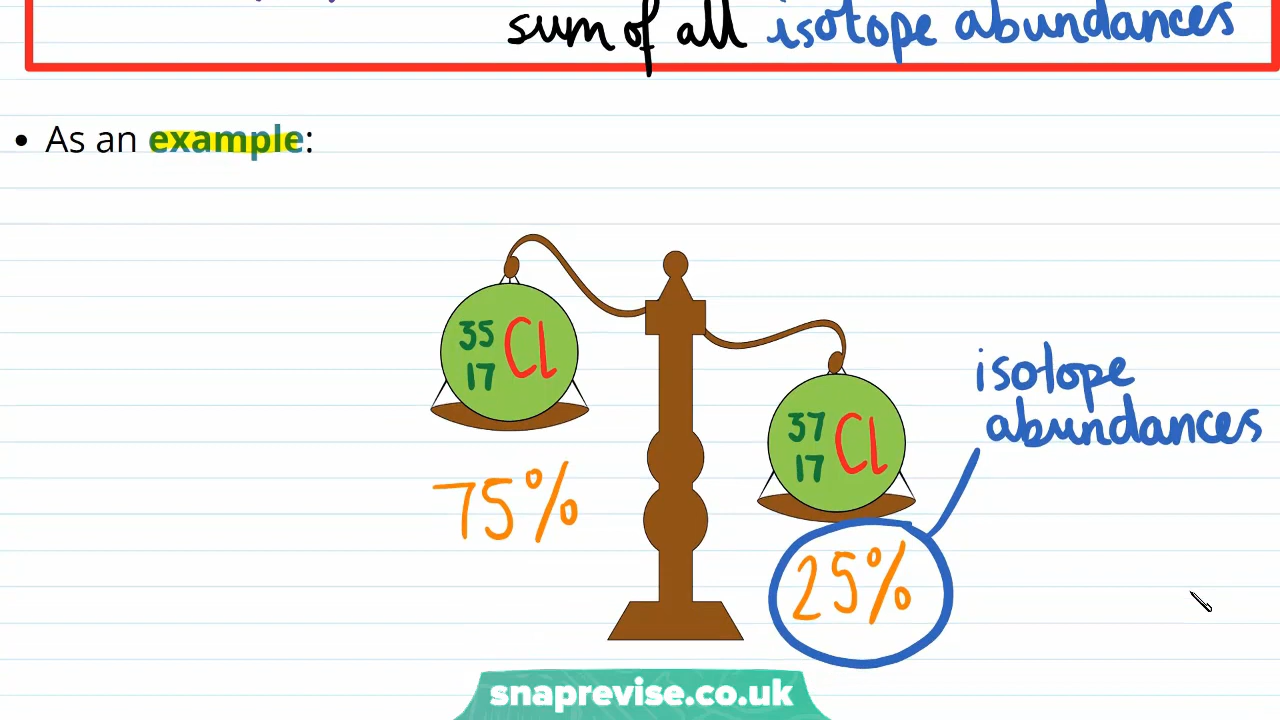 sum of all isotope abundances
• As an example:
35
17 Cl
37
17 Cl
isotope
abundances
75%
25%
snaprevise.co.uk